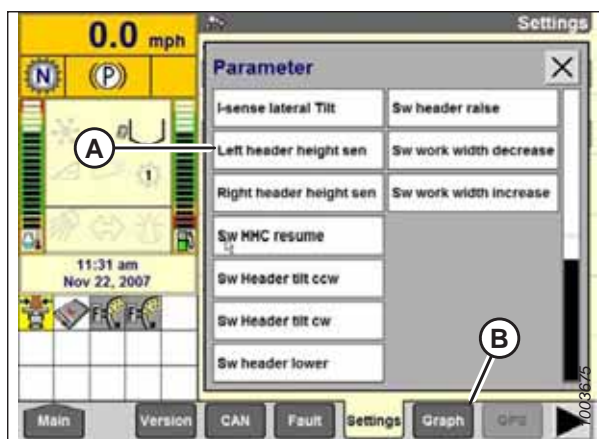 0.0 mph
Settings
N
(P)
Parameter
X
I-sense lateral Tilt
Sw header raise
A
Left header height sen
Sw work width decrease
1
Right header height sen
Sw work width increase
Sw HHC resume
11:31 am
Nov 22, 2007
Sw Header tilt ccw
Sw Header tilt cw
B
Sw header lower
1003675
Main
Version
CAN
Fault
Settings
Graph
GPS